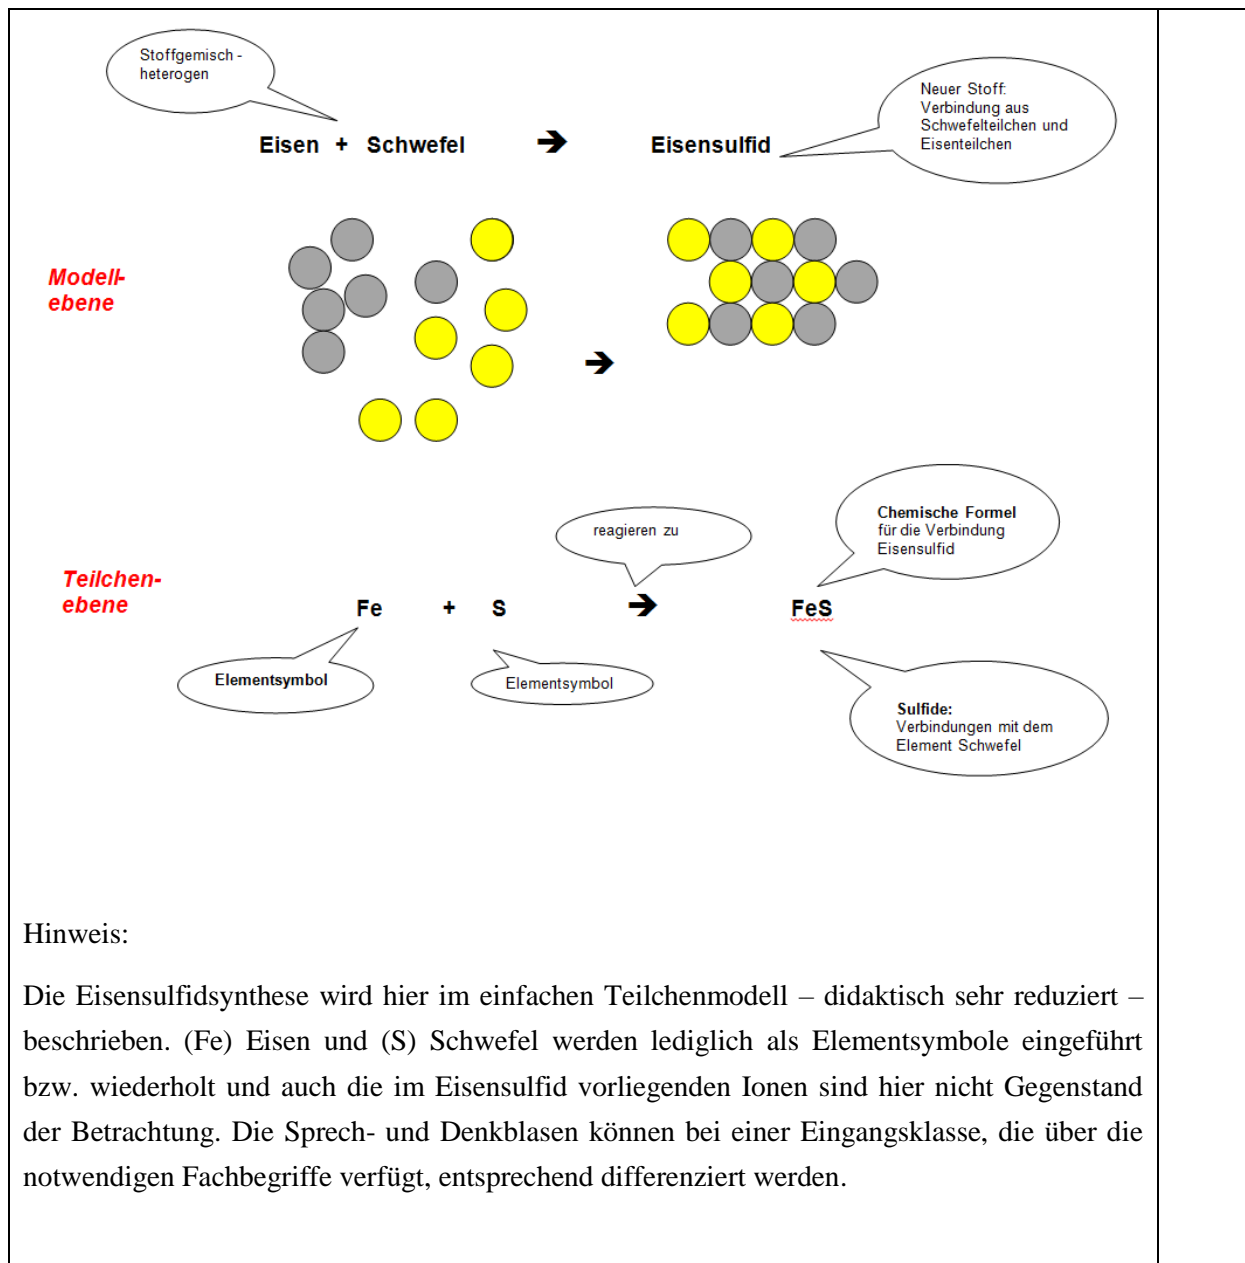 Stoffgemisch -
heterogen
Neuer Stoff:
Verbindung aus
Schwefelteilchen und
Eisenteilchen
Eisen + Schwefel ➔ Eisensulfid
Modell-
ebene
➔
reagieren zu
Chemische Formel
für die Verbindung
Eisensulfid
Teilchen-
ebene
Fe + S ➔ FeS
Elementsymbol
Elementsymbol
Sulfide:
Verbindungen mit dem
Element Schwefel
Hinweis:
Die Eisensulfidsynthese wird hier im einfachen Teilchenmodell – didaktisch sehr reduziert –
beschrieben. (Fe) Eisen und (S) Schwefel werden lediglich als Elementsymbole eingeführt
bzw. wiederholt und auch die im Eisensulfid vorliegenden Ionen sind hier nicht Gegenstand
der Betrachtung. Die Sprech- und Denkblasen können bei einer Eingangsklasse, die über die
notwendigen Fachbegriffe verfügt, entsprechend differenziert werden.